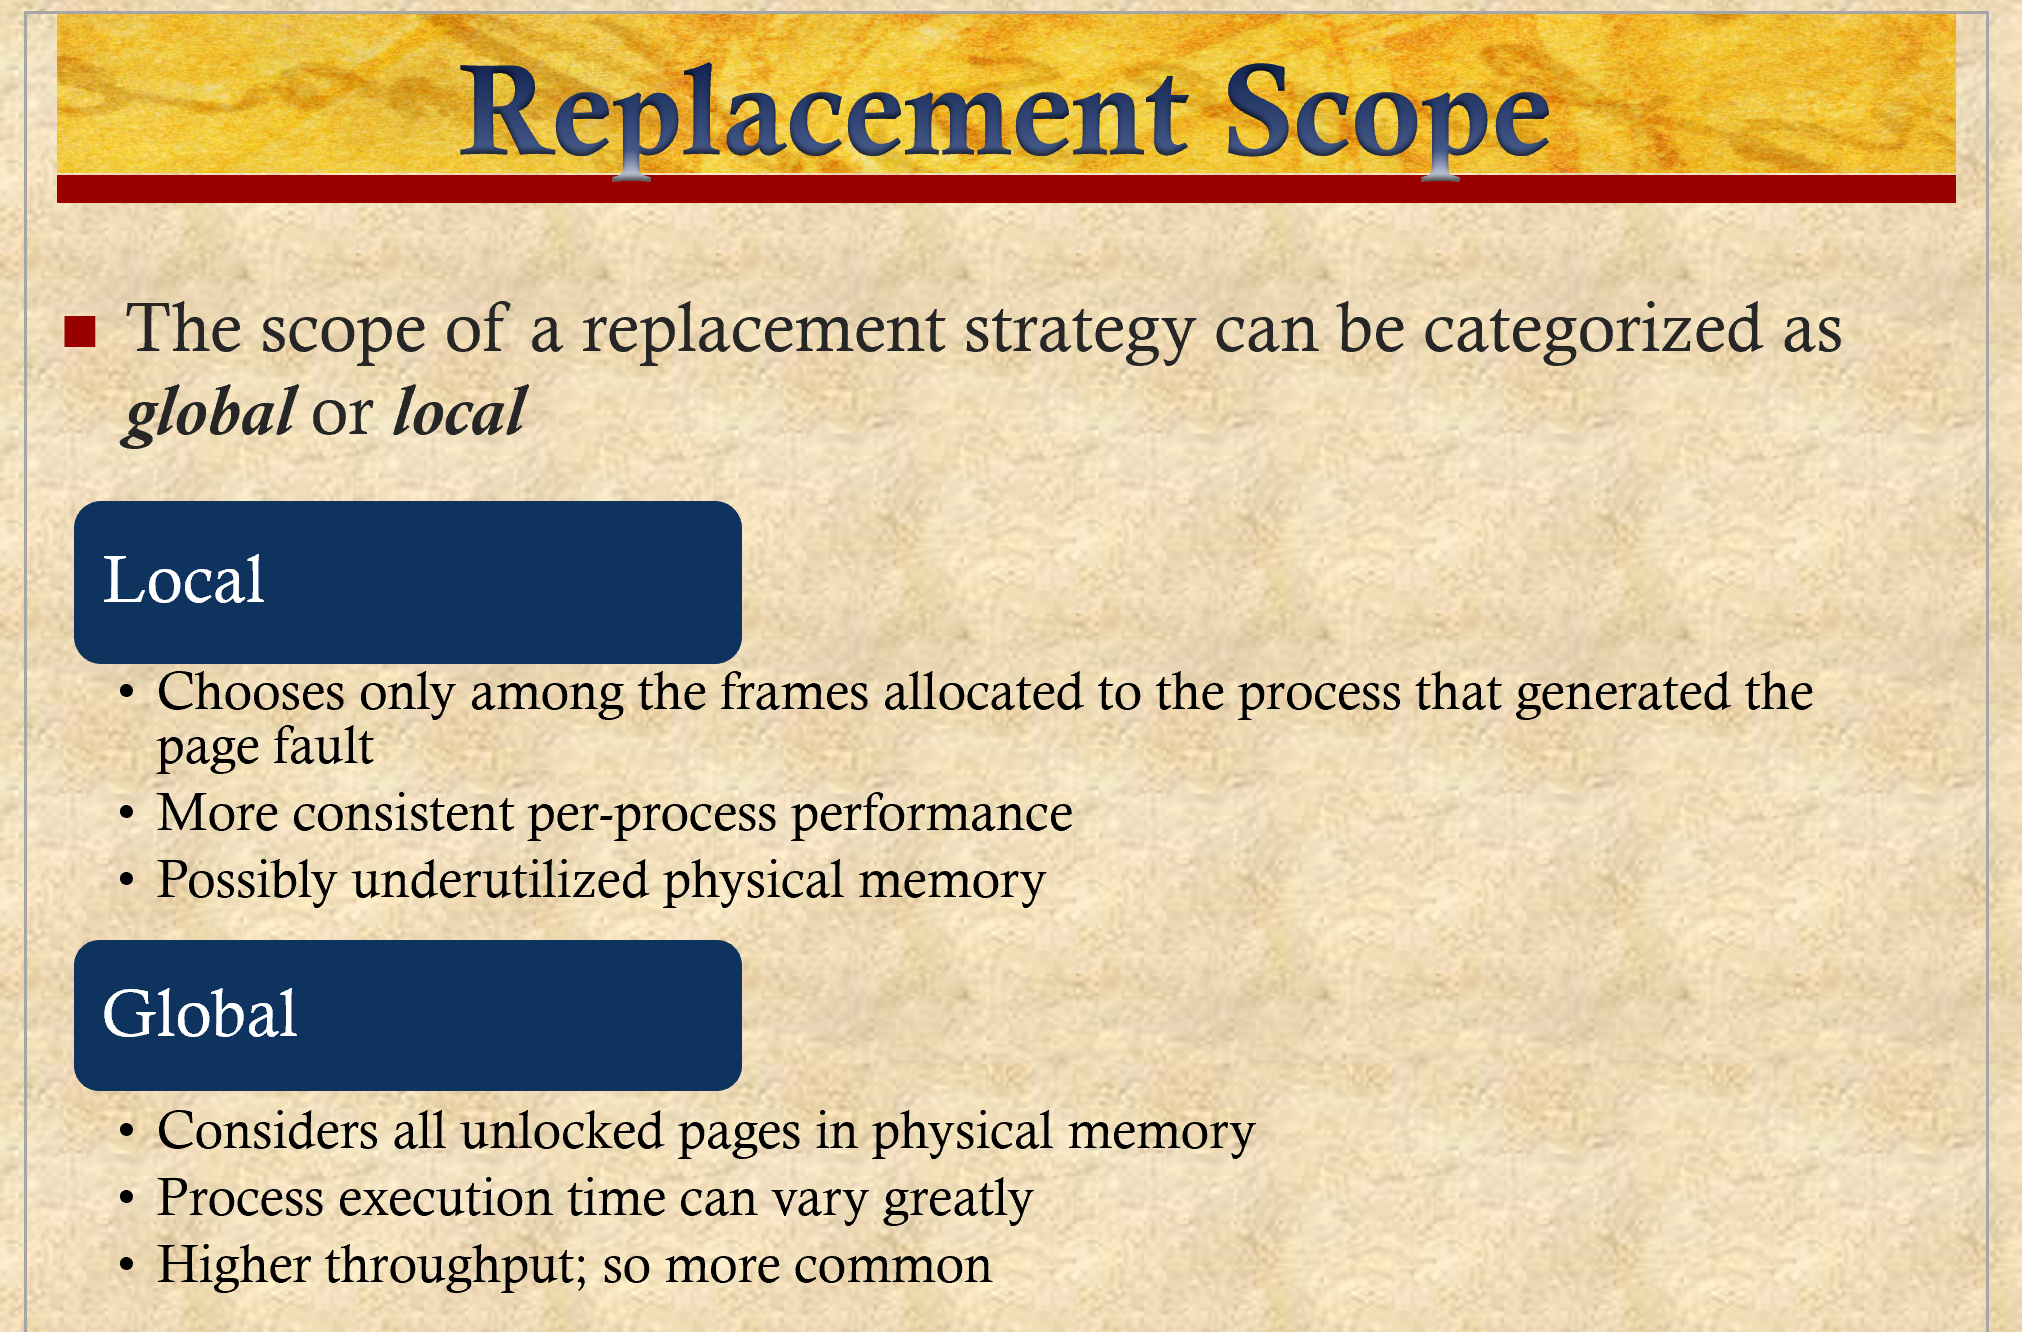 Replacement Scope
The scope of a replacement strategy can be categorized as
global or local
Local
• Chooses only among the frames allocated to the process that generated the
page fault
• More consistent per-process performance
• Possibly underutilized physical memory
Global
• Considers all unlocked pages in physical memory
• Process execution time can vary greatly
• Higher throughput; so more common